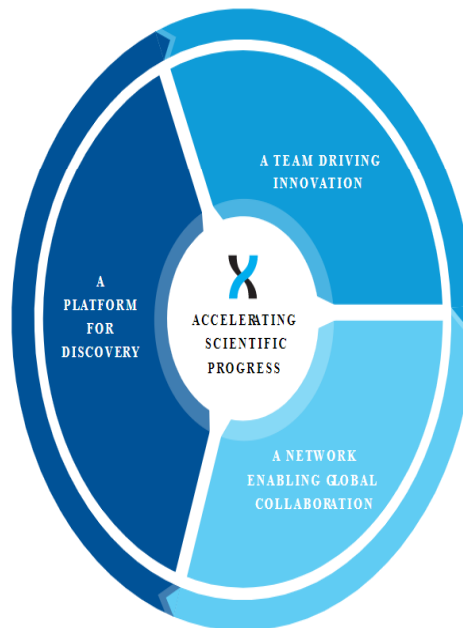 A TEAM DRIVING
INNOVATION
A
PLATFORM
FOR
DISCOVERY
ACCELERATING
SCIENTIFIC
PROGRESS
A NETWORK
ENABLING GLOBAL
COLLABORATION